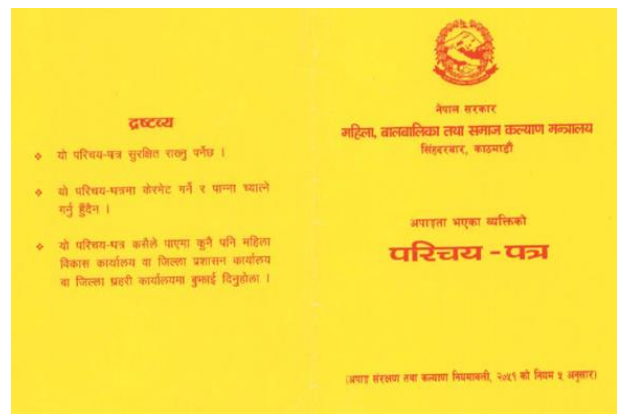 द्रष्टव्य
यो परिचय-पत्र सुरक्षित राख्नु पर्नेछ ।
यो परिचय-पत्रमा केरमेट गर्ने र पान्ना च्यात्ने
गर्नु हुँदैन ।
यो परिचय-पत्र कसैले पाएमा कुनै पनि महिला
विकास कार्यालय वा जिल्ला प्रशासन कार्यालय
वा जिल्ला प्रहरी कार्यालयमा बुझाई दिनुहोला ।
नेपाल सरकार
महिला, बालबालिका तथा समाज कल्याण मन्त्रालय
सिंहदरबार, काठमाडौं
अपाङ्गता भएका व्यक्तिको
परिचय - पत्र
(अपाङ्ग संरक्षण तथा कल्याण नियमावली, २०५१ को नियम ५ अनुसार)